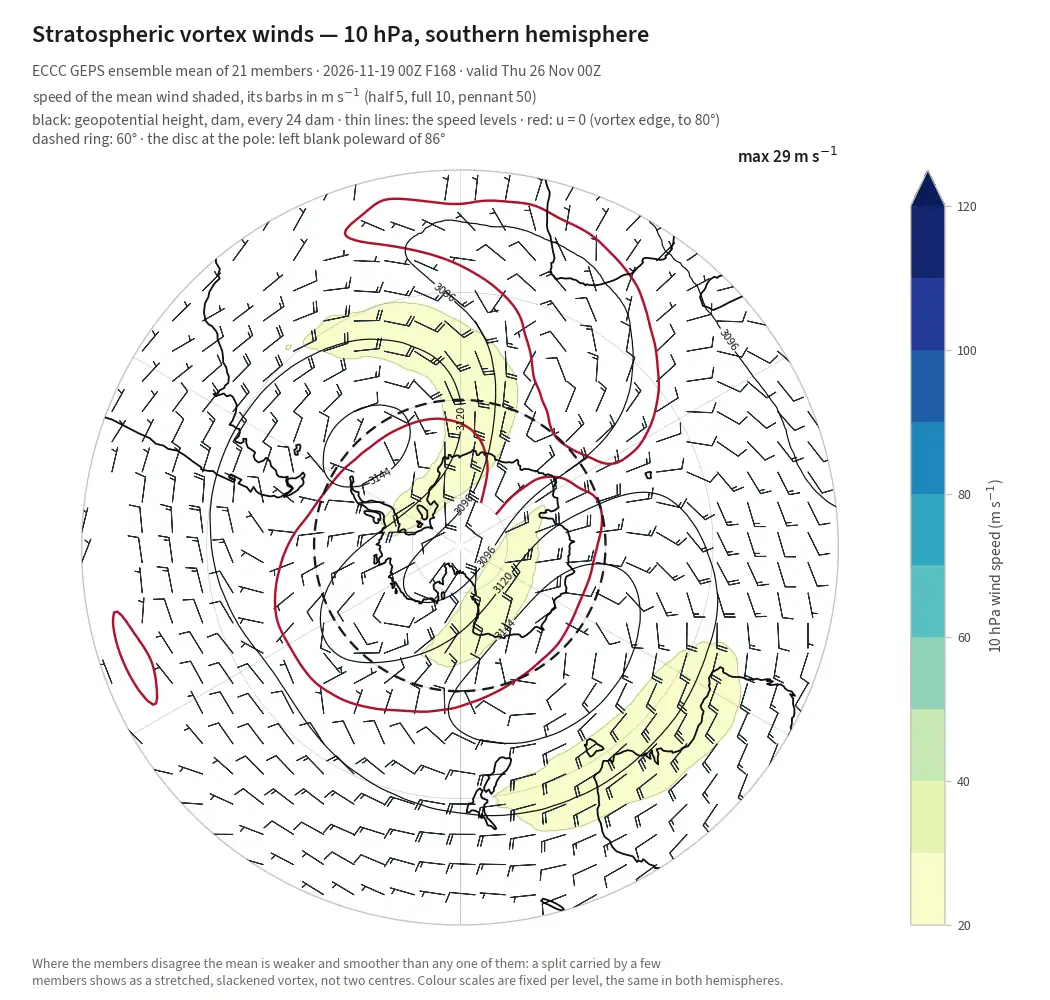 Stratospheric vortex winds — 10 hPa, southern hemisphere
ECCC GEPS ensemble mean of 21 members · 2026-11-19 00Z F168 · valid Thu 26 Nov 00Z
speed of the mean wind shaded, its barbs in m s⁻¹ (half 5, full 10, pennant 50)
black: geopotential height, dam, every 24 dam · thin lines: the speed levels · red: u = 0 (vortex edge, to 80°)
dashed ring: 60° · the disc at the pole: left blank poleward of 86°
max 29 m s⁻¹
120
100
80
60
40
20
10 hPa wind speed (m s⁻¹)
3096
3096
3120
3144
3096
3096
3120
3144
Where the members disagree the mean is weaker and smoother than any one of them: a split carried by a few
members shows as a stretched, slackened vortex, not two centres. Colour scales are fixed per level, the same in both hemispheres.